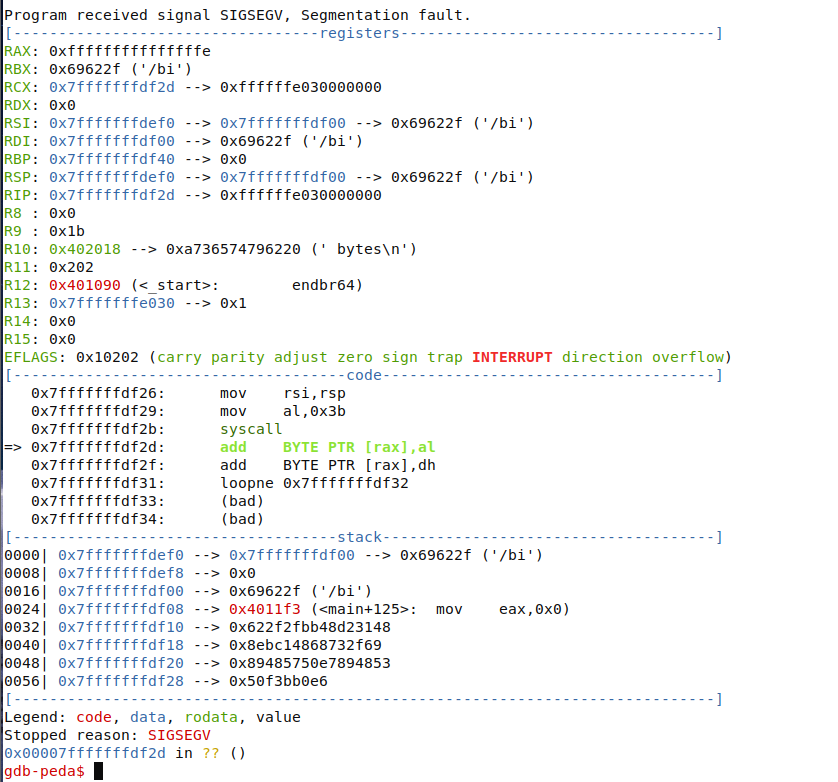 Program received signal SIGSEGV, Segmentation fault.
[----------------------------------registers-----------------------------------]
RAX: 0xfffffffffffffffe
RBX: 0x69622f ('/bi')
RCX: 0x7fffffffdf2d --> 0xffffffe030000000
RDX: 0x0
RSI: 0x7fffffffdef0 --> 0x7fffffffdf00 --> 0x69622f ('/bi')
RDI: 0x7fffffffdf00 --> 0x69622f ('/bi')
RBP: 0x7fffffffdf40 --> 0x0
RSP: 0x7fffffffdef0 --> 0x7fffffffdf00 --> 0x69622f ('/bi')
RIP: 0x7fffffffdf2d --> 0xffffffe030000000
R8 : 0x0
R9 : 0x1b
R10: 0x402018 --> 0xa736574796220 (' bytes\n')
R11: 0x202
R12: 0x401090 (<_start>:        endbr64)
R13: 0x7fffffffe030 --> 0x1
R14: 0x0
R15: 0x0
EFLAGS: 0x10202 (carry parity adjust zero sign trap INTERRUPT direction overflow)
[-------------------------------------code-------------------------------------]
   0x7fffffffdf26:      mov    rsi,rsp
   0x7fffffffdf29:      mov    al,0x3b
   0x7fffffffdf2b:      syscall
=> 0x7fffffffdf2d:      add    BYTE PTR [rax],al
   0x7fffffffdf2f:      add    BYTE PTR [rax],dh
   0x7fffffffdf31:      loopne 0x7fffffffdf32
   0x7fffffffdf33:      (bad)
   0x7fffffffdf34:      (bad)
[------------------------------------stack-------------------------------------]
0000| 0x7fffffffdef0 --> 0x7fffffffdf00 --> 0x69622f ('/bi')
0008| 0x7fffffffdef8 --> 0x0
0016| 0x7fffffffdf00 --> 0x69622f ('/bi')
0024| 0x7fffffffdf08 --> 0x4011f3 (<main+125>:  mov    eax,0x0)
0032| 0x7fffffffdf10 --> 0x622f2fbb48d23148
0040| 0x7fffffffdf18 --> 0x8ebc14868732f69
0048| 0x7fffffffdf20 --> 0x89485750e7894853
0056| 0x7fffffffdf28 --> 0x50f3bb0e6
[------------------------------------------------------------------------------]
Legend: code, data, rodata, value
Stopped reason: SIGSEGV
0x00007fffffffdf2d in ?? ()
gdb-peda$